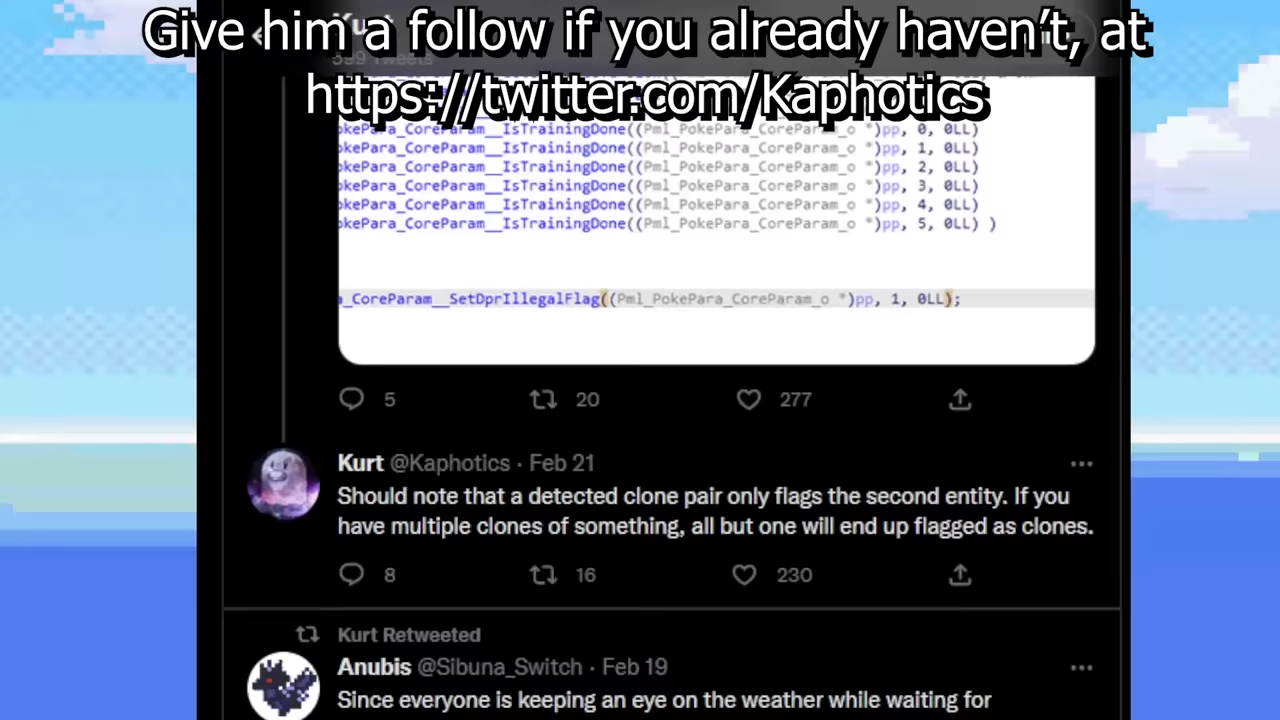 Give him a follow if you already haven't, at
https://twitter.com/Kaphotics
Kurt
399 Tweets
okePara_CoreParam__IsTrainingDone((Pml_PokePara_CoreParam_o *)pp, 0, 0LL)
okePara_CoreParam__IsTrainingDone((Pml_PokePara_CoreParam_o *)pp, 1, 0LL)
okePara_CoreParam__IsTrainingDone((Pml_PokePara_CoreParam_o *)pp, 2, 0LL)
okePara_CoreParam__IsTrainingDone((Pml_PokePara_CoreParam_o *)pp, 3, 0LL)
okePara_CoreParam__IsTrainingDone((Pml_PokePara_CoreParam_o *)pp, 4, 0LL)
okePara_CoreParam__IsTrainingDone((Pml_PokePara_CoreParam_o *)pp, 5, 0LL) )
a_CoreParam__SetDprIllegalFlag((Pml_PokePara_CoreParam_o *)pp, 1, 0LL);
5 20 277
Kurt @Kaphotics · Feb 21
Should note that a detected clone pair only flags the second entity. If you
have multiple clones of something, all but one will end up flagged as clones.
8 16 230
Kurt Retweeted
Anubis @Sibuna_Switch · Feb 19
Since everyone is keeping an eye on the weather while waiting for